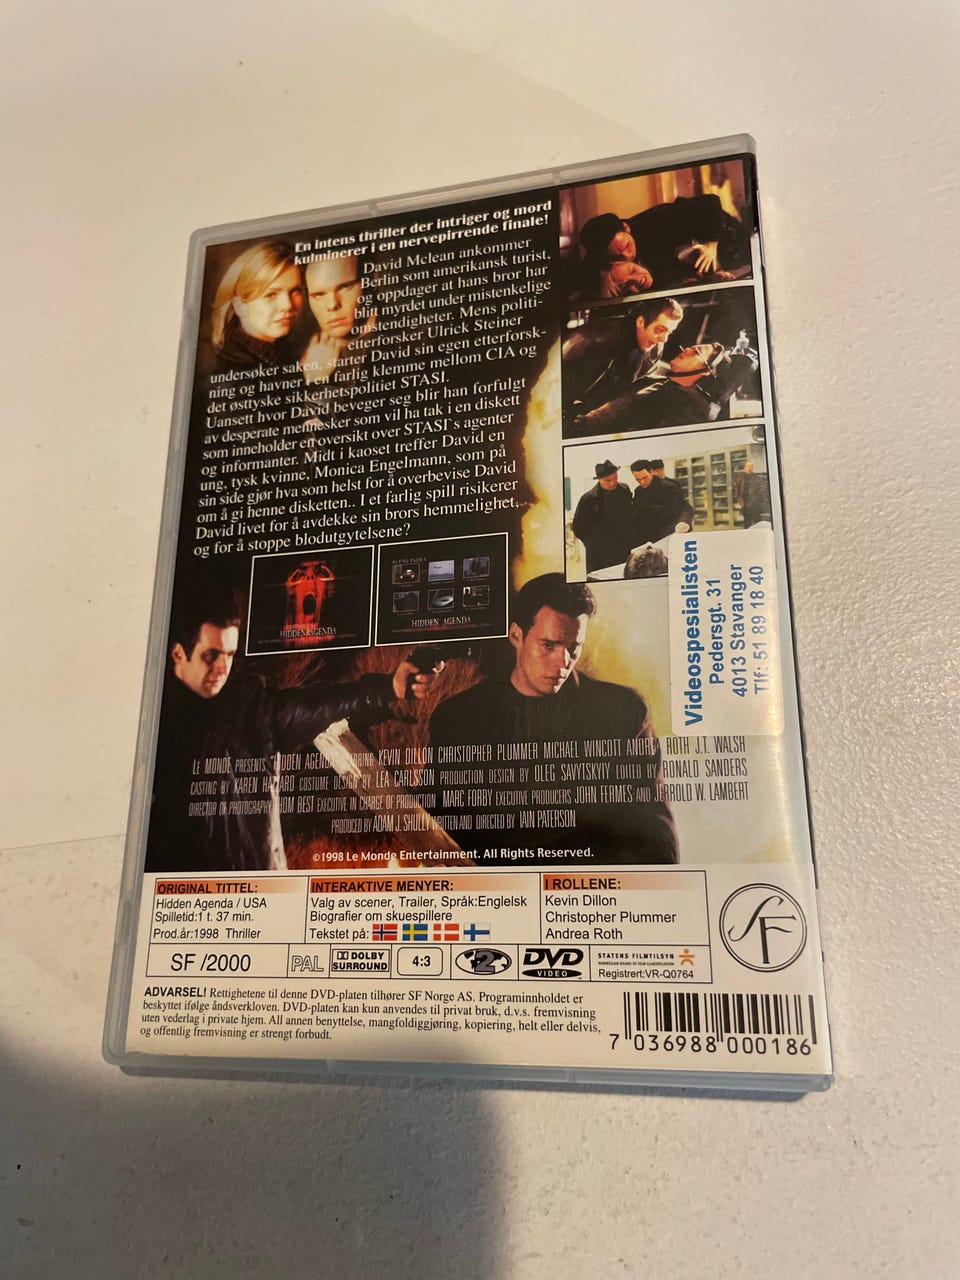 En intens thriller der intriger og mord
kulminerer i en nervepirrende finale!
David Mclean ankommer
Berlin som amerikansk turist,
og oppdager at hans bror har
blitt myrdet under mistenkelige
omstendigheter. Mens politi-
etterforsker Ulrick Steiner
undersøker saken, starter David sin egen etterforsk-
ning og havner i en farlig klemme mellom CIA og
det østtyske sikkerhetspolitiet STASI.
Uansett hvor David beveger seg blir han forfulgt
av desperate mennesker som vil ha tak i en diskett
som inneholder en oversikt over STASI`s agenter
og informanter. Midt i kaoset treffer David en
ung, tysk kvinne, Monica Engelmann, som på
sin side gjør hva som helst for å overbevise David
om å gi henne disketten.. I et farlig spill risikerer
David livet for å avdekke sin brors hemmelighet,
og for å stoppe blodutgytelsene?
HIDDEN AGENDA
SCENE INDEX
HIDDEN AGENDA
Videospesialisten
Pedersgt. 31
4013 Stavanger
Tlf: 51 89 18 40
LE MONDE PRESENTS "HIDDEN AGENDA" KEVIN DILLON CHRISTOPHER PLUMMER MICHAEL WINCOTT ANDREA ROTH J.T. WALSH
CASTING BY KAREN COSTUME DESIGN BY LEA CARLSSON PRODUCTION DESIGN BY OLEG SAVYTSKYIY EDITED BY RONALD SANDERS
DIRECTOR OF PHOTOGRAPHY THOM BEST EXECUTIVE IN CHARGE OF PRODUCTION MARC FORBY EXECUTIVE PRODUCERS JOHN FERMES AND JERROLD W. LAMBERT
PRODUCED BY ADAM J. SHULLY WRITTEN AND DIRECTED BY IAIN PATERSON
©1998 Le Monde Entertainment. All Rights Reserved.
ORIGINAL TITTEL:
Hidden Agenda / USA
Spilletid:1 t. 37 min.
Prod.år:1998 Thriller
INTERAKTIVE MENYER:
Valg av scener, Trailer, Språk:Englelsk
Biografier om skuespillere
Tekstet på:
I ROLLENE:
Kevin Dillon
Christopher Plummer
Andrea Roth
SF
SF /2000
PAL
DOLBY
SURROUND
4:3
2
DVD
VIDEO
STATENS FILMTILSYN
NORWEGIAN BOARD OF FILM CLASSIFICATION
Registrert:VR-Q0764
ADVARSEL! Rettighetene til denne DVD-platen tilhører SF Norge AS. Programinnholdet er
beskyttet ifølge åndsverkloven. DVD-platen kan kun anvendes til privat bruk, d.v.s. fremvisning
uten vederlag i private hjem. All annen benyttelse, mangfoldiggjøring, kopiering, helt eller delvis,
og offentlig fremvisning er strengt forbudt.
7 036988 000186